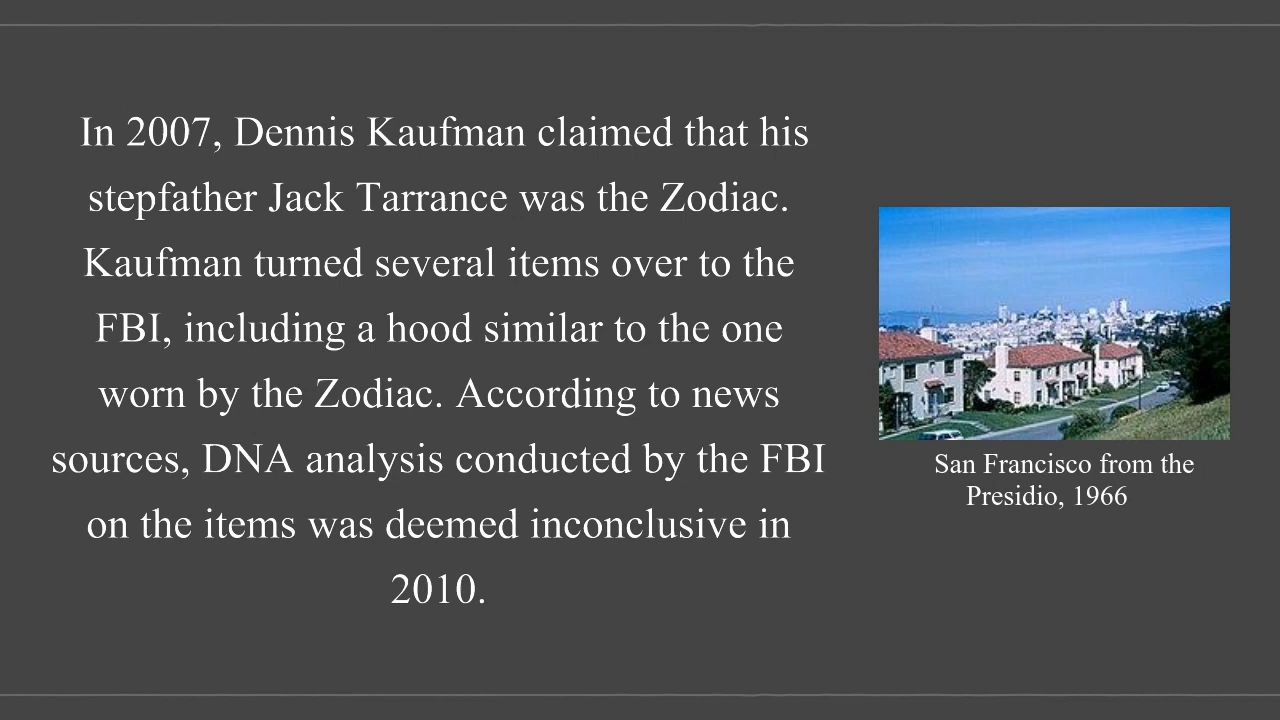 In 2007, Dennis Kaufman claimed that his
stepfather Jack Tarrance was the Zodiac.
Kaufman turned several items over to the
FBI, including a hood similar to the one
worn by the Zodiac. According to news
sources, DNA analysis conducted by the FBI
on the items was deemed inconclusive in
2010.
San Francisco from the
Presidio, 1966